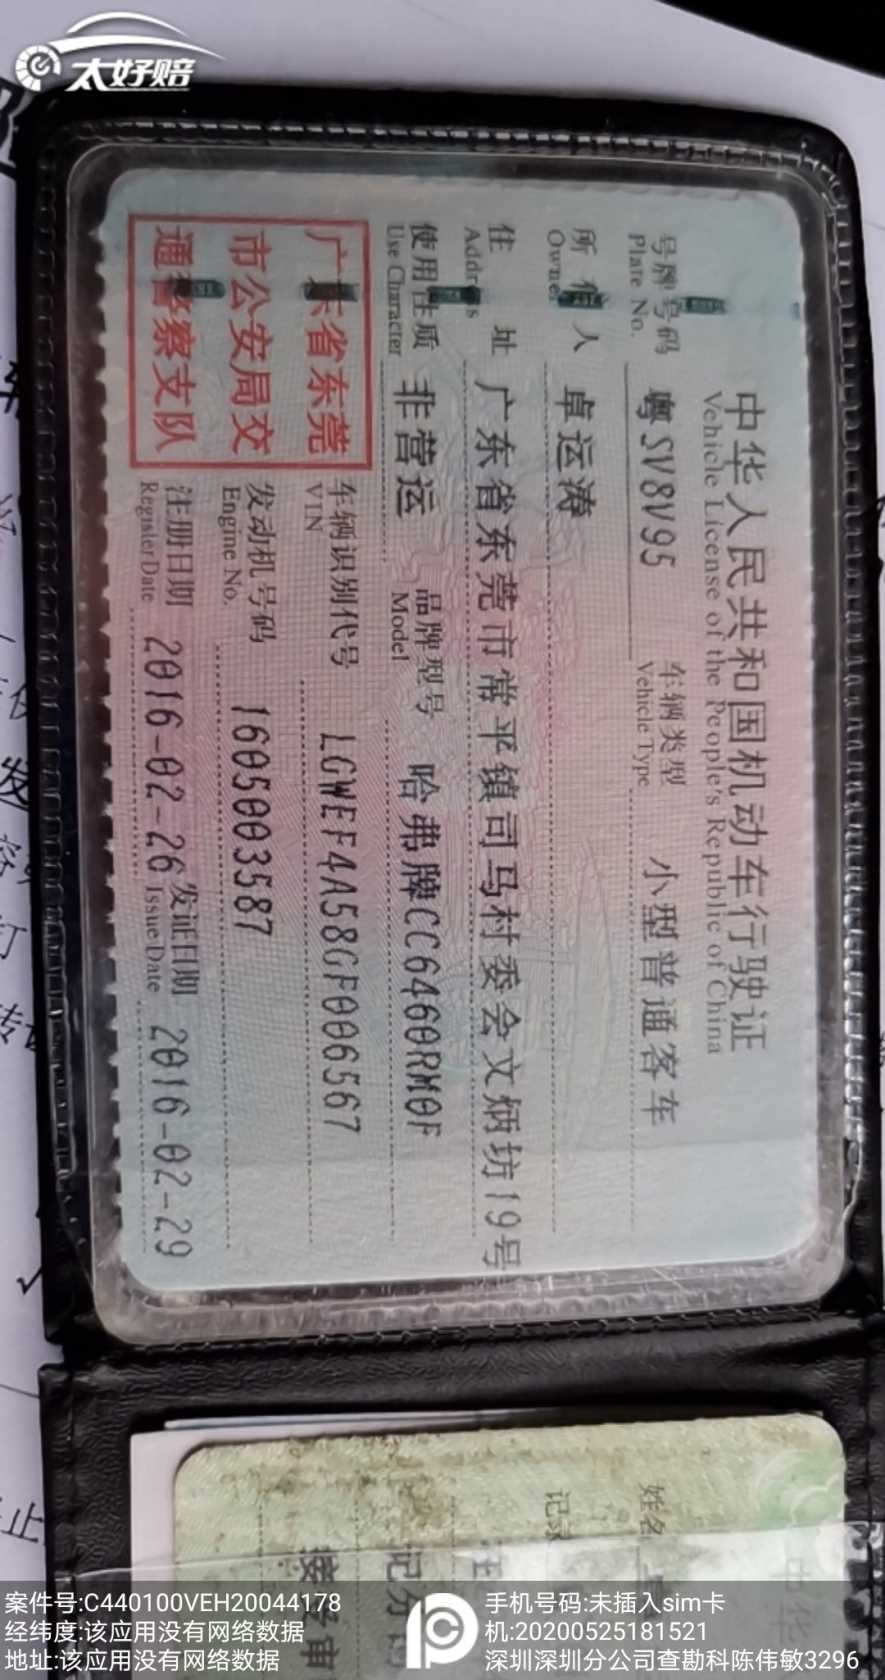 太好赔
中华人民共和国机动车行驶证
Vehicle License of the People's Republic of China
号牌号码 粤SV8V95 车辆类型 小型普通客车
Plate No. Vehicle Type
所有人 卓运涛
Owner
住址 广东省东莞市常平镇司马村委会文炳坊19号
Address
使用性质 非营运 品牌型号 哈弗牌CC6460RM0F
Use Character Model
广东省东莞
市公安局交
通警察支队
车辆识别代号 LGWEF4A58GF006567
VIN
发动机号码 1605003587
Engine No.
注册日期 2016-02-26 发证日期 2016-02-29
Register Date Issue Date
中华
姓名
记录
记分
案件号:C440100VEH20044178
经纬度:该应用没有网络数据
地址:该应用没有网络数据
手机号码:未插入sim卡
机:20200525181521
深圳深圳分公司查勘科陈伟敏3296